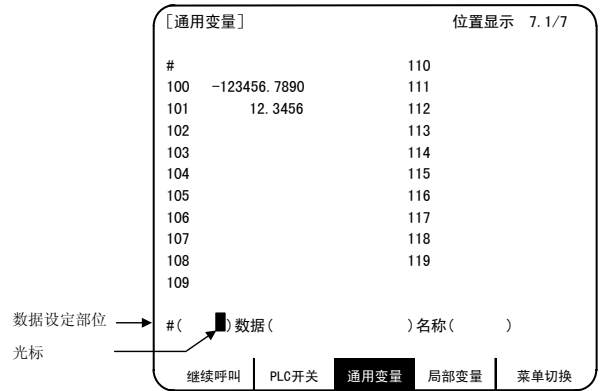 [通用变量] 位置显示 7.1/7
# 110
100 -123456.7890 111
101 12.3456 112
102 113
103 114
104 115
105 116
106 117
107 118
108 119
109
数据设定部位 #( )数据( )名称( )
光标
继续呼叫 PLC开关 通用变量 局部变量 菜单切换